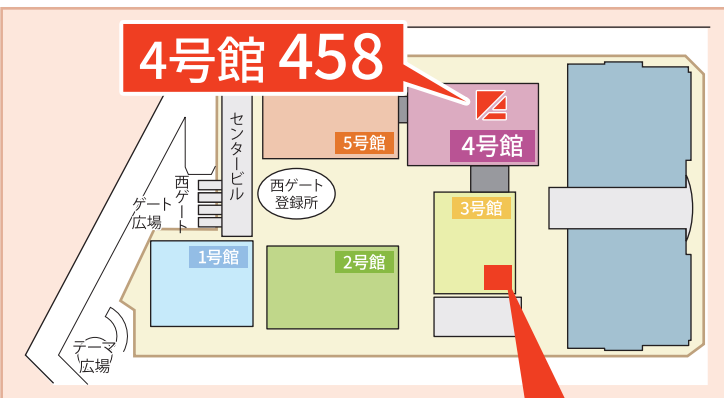 4号館 458
センタービル
5号館
4号館
西ゲート
西ゲート
登録所
ゲート
広場
3号館
1号館
2号館
テーマ
広場